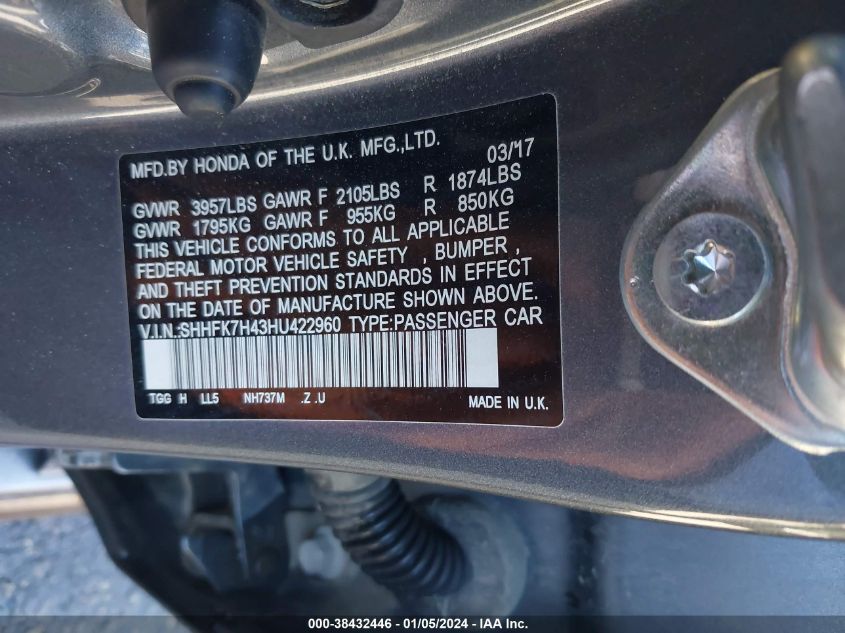 MFD.BY HONDA OF THE U.K. MFG.,LTD. 03/'17
GVWR 3957LBS GAWR F 2105LBS R 1874LBS
GVWR 1795KG GAWR F 955KG R 850KG
THIS VEHICLE CONFORMS TO ALL APPLICABLE
FEDERAL MOTOR VEHICLE SAFETY , BUMPER ,
AND THEFT PREVENTION STANDARDS IN EFFECT
ON THE DATE OF MANUFACTURE SHOWN ABOVE.
V.I.N.:SHHFK7H43HU422960 TYPE:PASSENGER CAR
TGG H LL5 NH737M .Z .U MADE IN U.K.
000-38432446 - 01/05/2024 - IAA Inc.